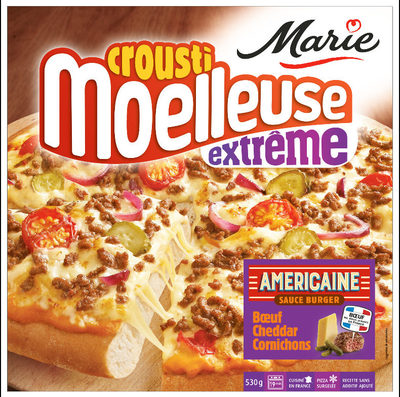 Marie
crousti
Moelleuse
extrême
AMERICAINE
SAUCE BURGER
Bœuf
Cheddar
Cornichons
BŒUF
530g
CUISINÉ
EN FRANCE
PIZZA
SURGELÉE
RECETTE SANS
ADDITIF AJOUTÉ